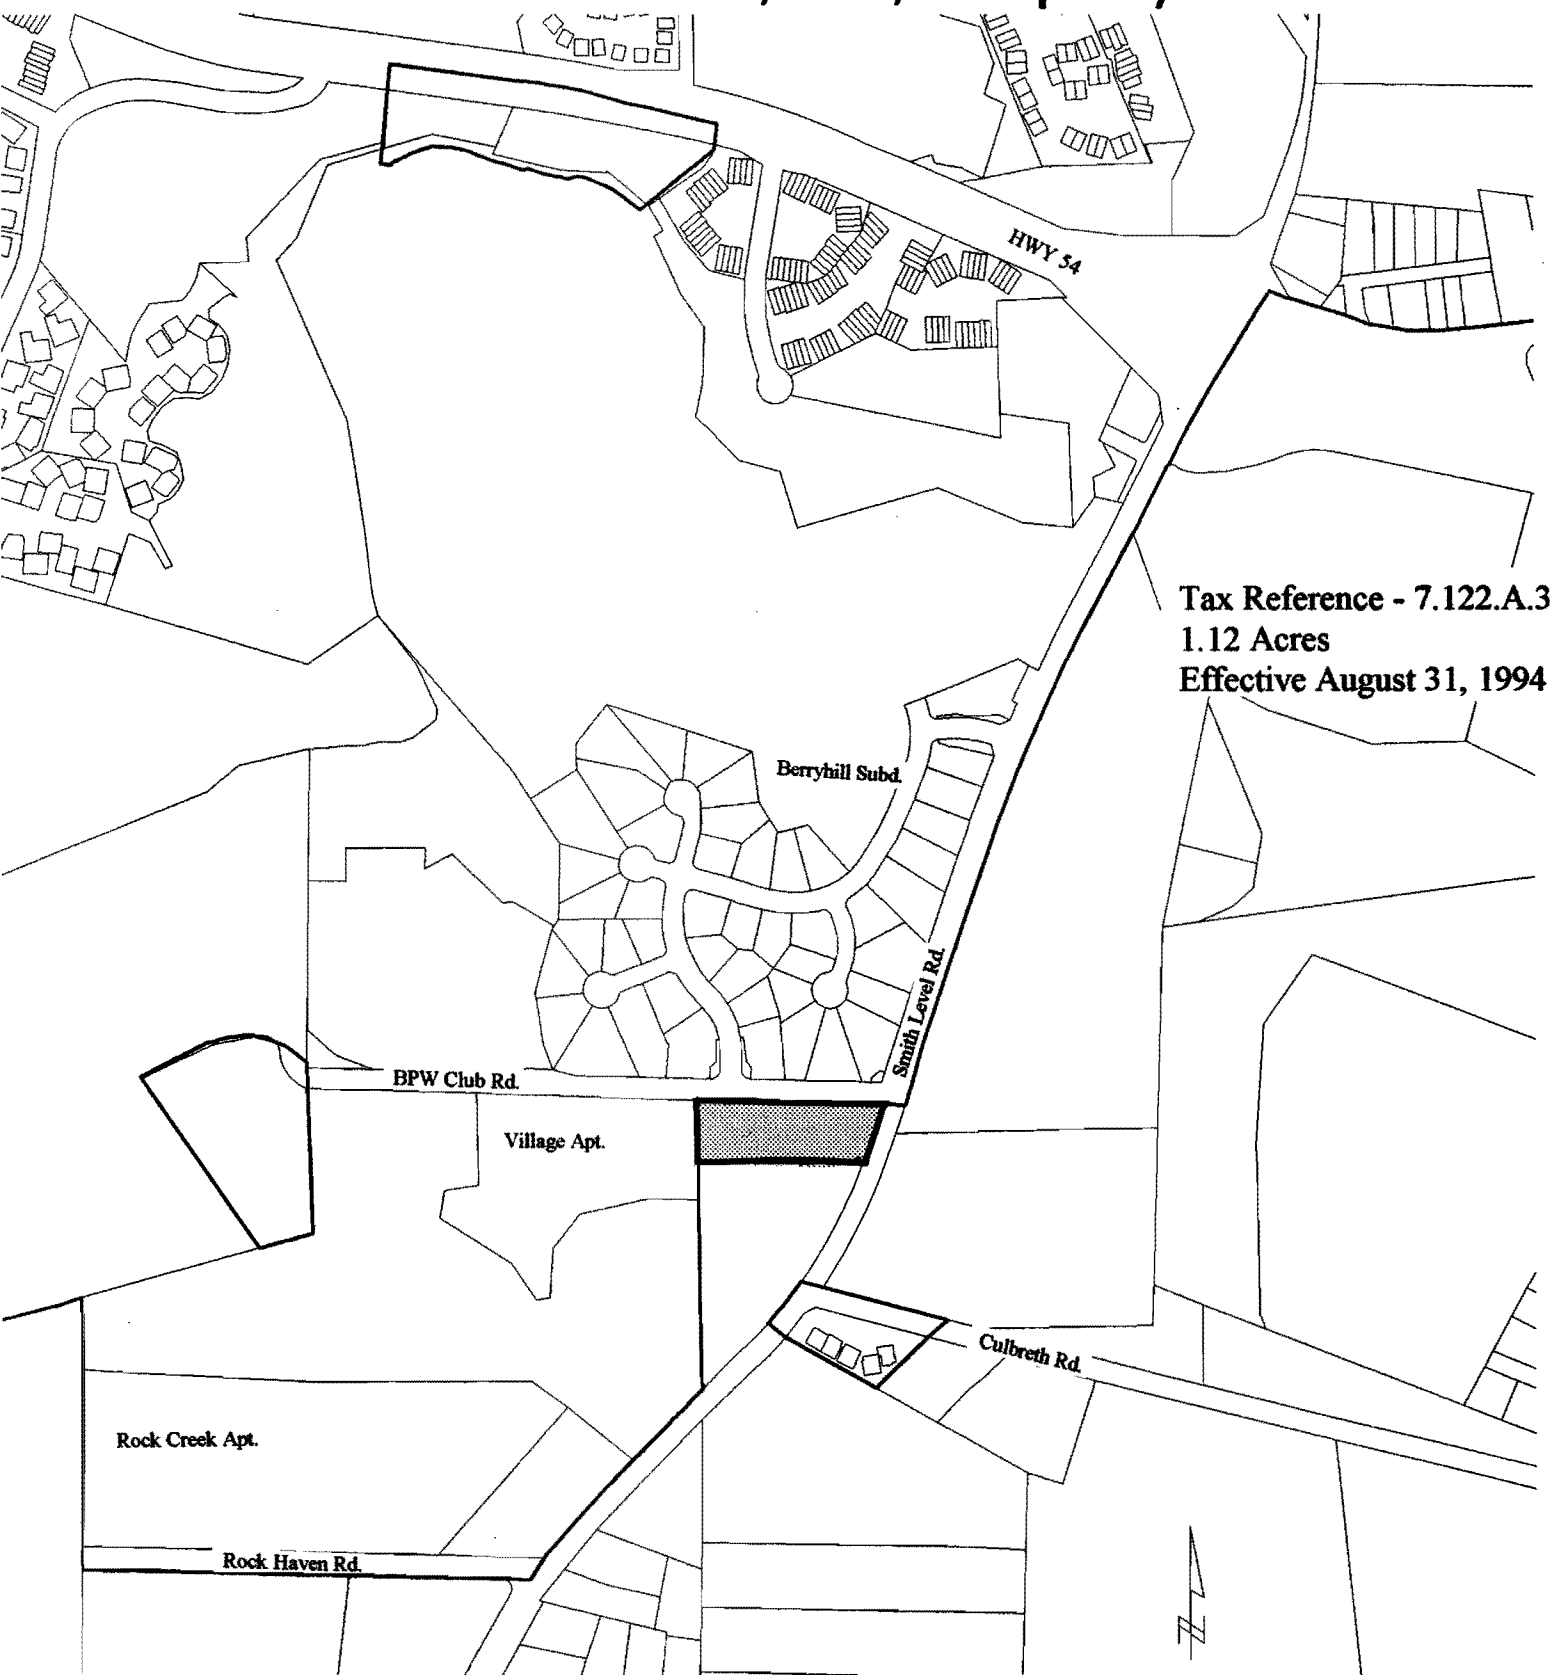 HWY 54
Tax Reference - 7.122.A.3
1.12 Acres
Effective August 31, 1994
Berryhill Subd.
Smith Level Rd.
BPW Club Rd.
Village Apt.
Culbreth Rd.
Rock Creek Apt.
Rock Haven Rd.
N